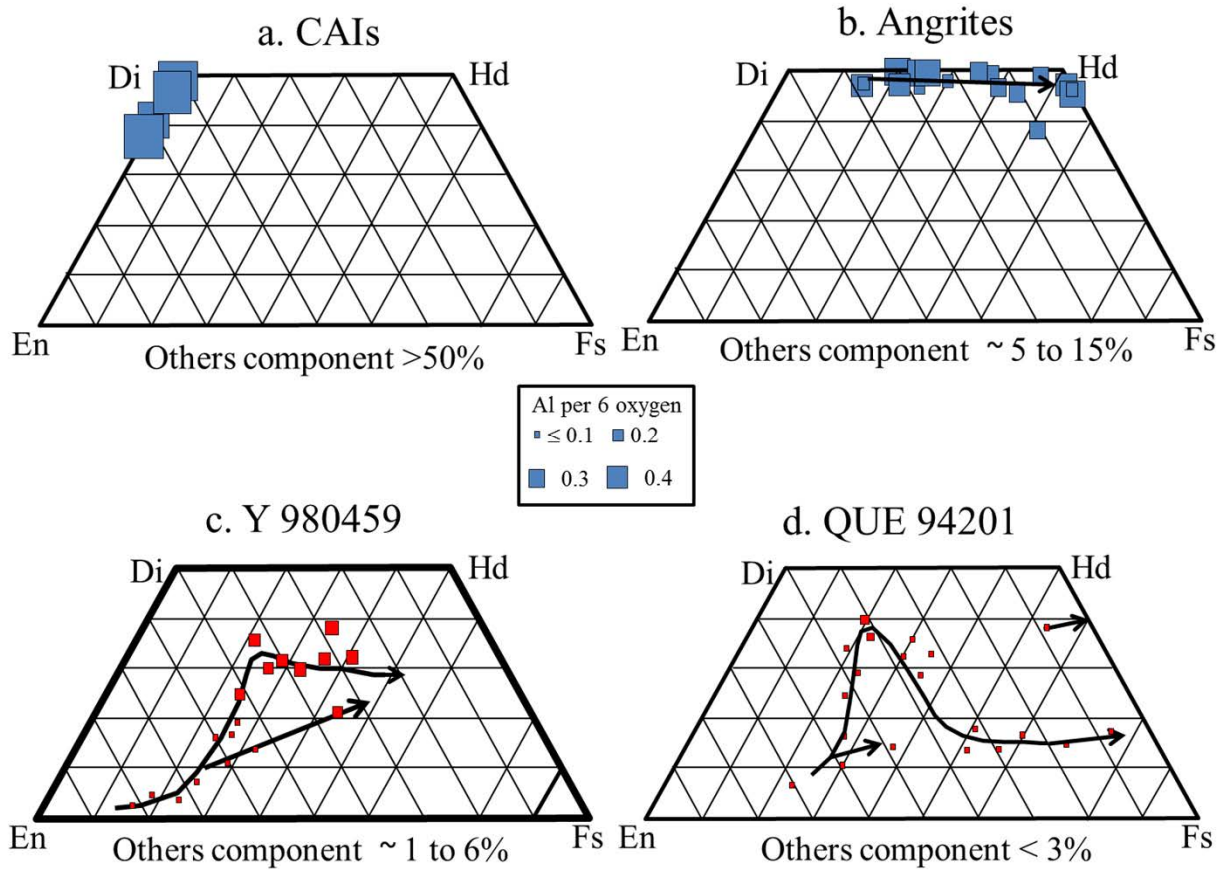 a. CAIs
Di
Hd
En
Fs
Others component >50%
b. Angrites
Di
Hd
En
Fs
Others component ~ 5 to 15%
Al per 6 oxygen
≤ 0.1
0.2
0.3
0.4
c. Y 980459
Di
Hd
En
Fs
Others component ~ 1 to 6%
d. QUE 94201
Di
Hd
En
Fs
Others component < 3%